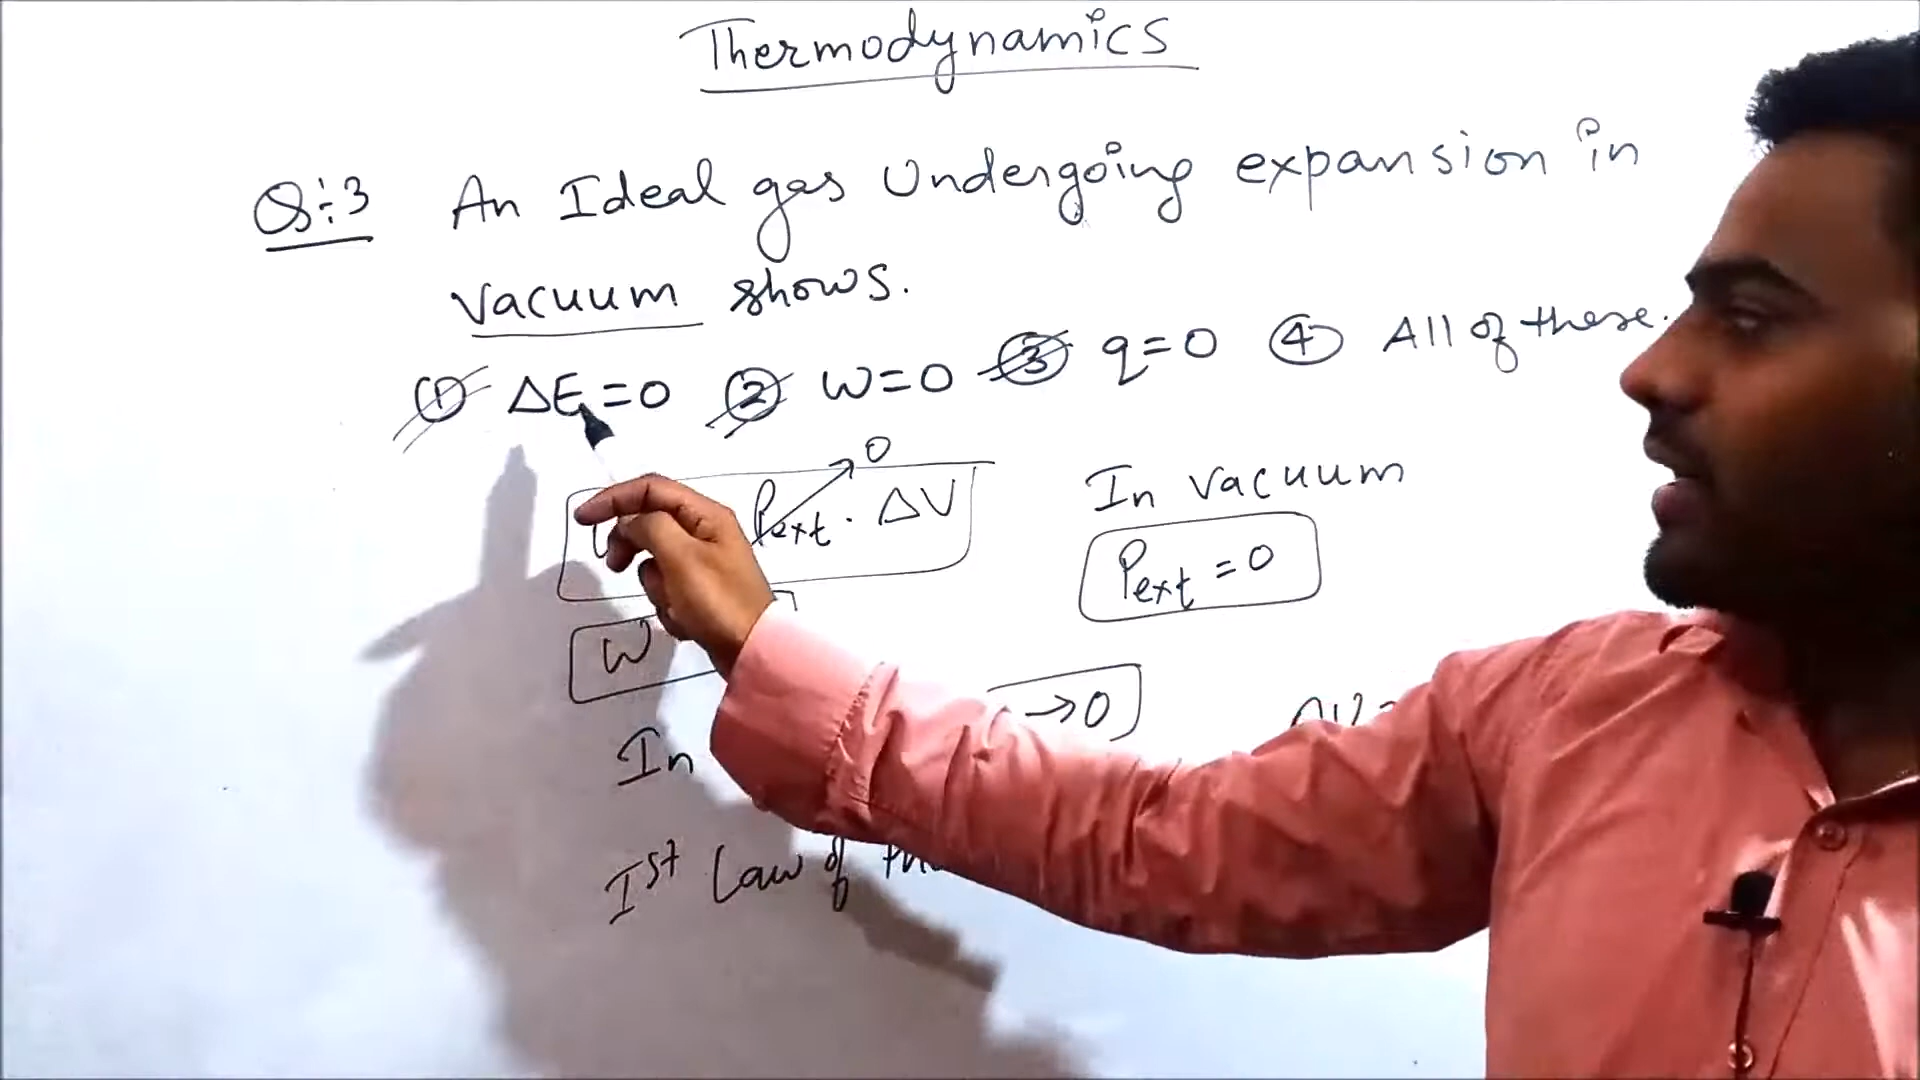 Thermodynamics
Q:3 An Ideal gas Undergoing expansion in
vacuum shows.
① ΔE=0 ② w=0 ③ q=0 ④ All of these.
0
Pext. ΔV
In vacuum
Pext = 0
W
→0
In
Ist Law of